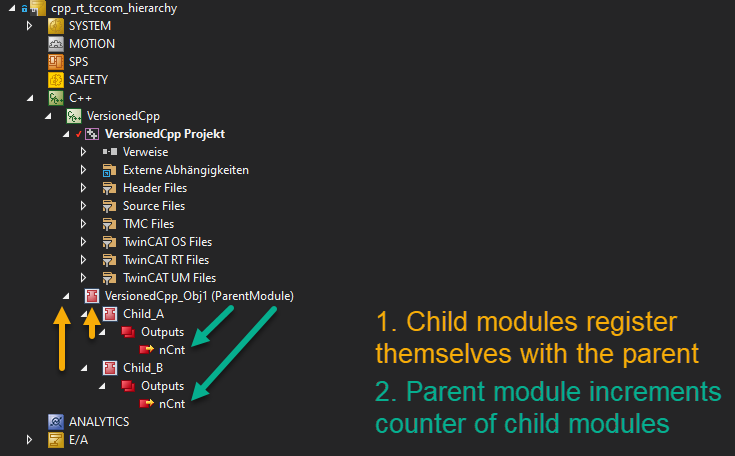 cpp_rt_tccom_hierarchy
SYSTEM
MOTION
SPS
SAFETY
C++
VersionedCpp
VersionedCpp Projekt
Verweise
Externe Abhängigkeiten
Header Files
Source Files
TMC Files
TwinCAT OS Files
TwinCAT RT Files
TwinCAT UM Files
VersionedCpp_Obj1 (ParentModule)
Child_A
Outputs
nCnt
Child_B
Outputs
nCnt
ANALYTICS
E/A
1. Child modules register
themselves with the parent
2. Parent module increments
counter of child modules